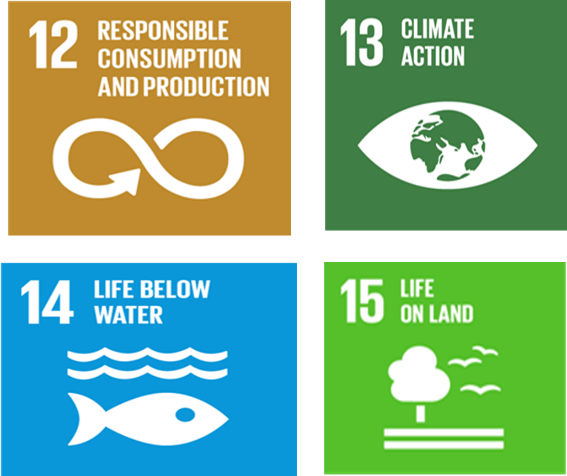 12 RESPONSIBLE
CONSUMPTION
AND PRODUCTION
13 CLIMATE
ACTION
14 LIFE BELOW
WATER
15 LIFE
ON LAND